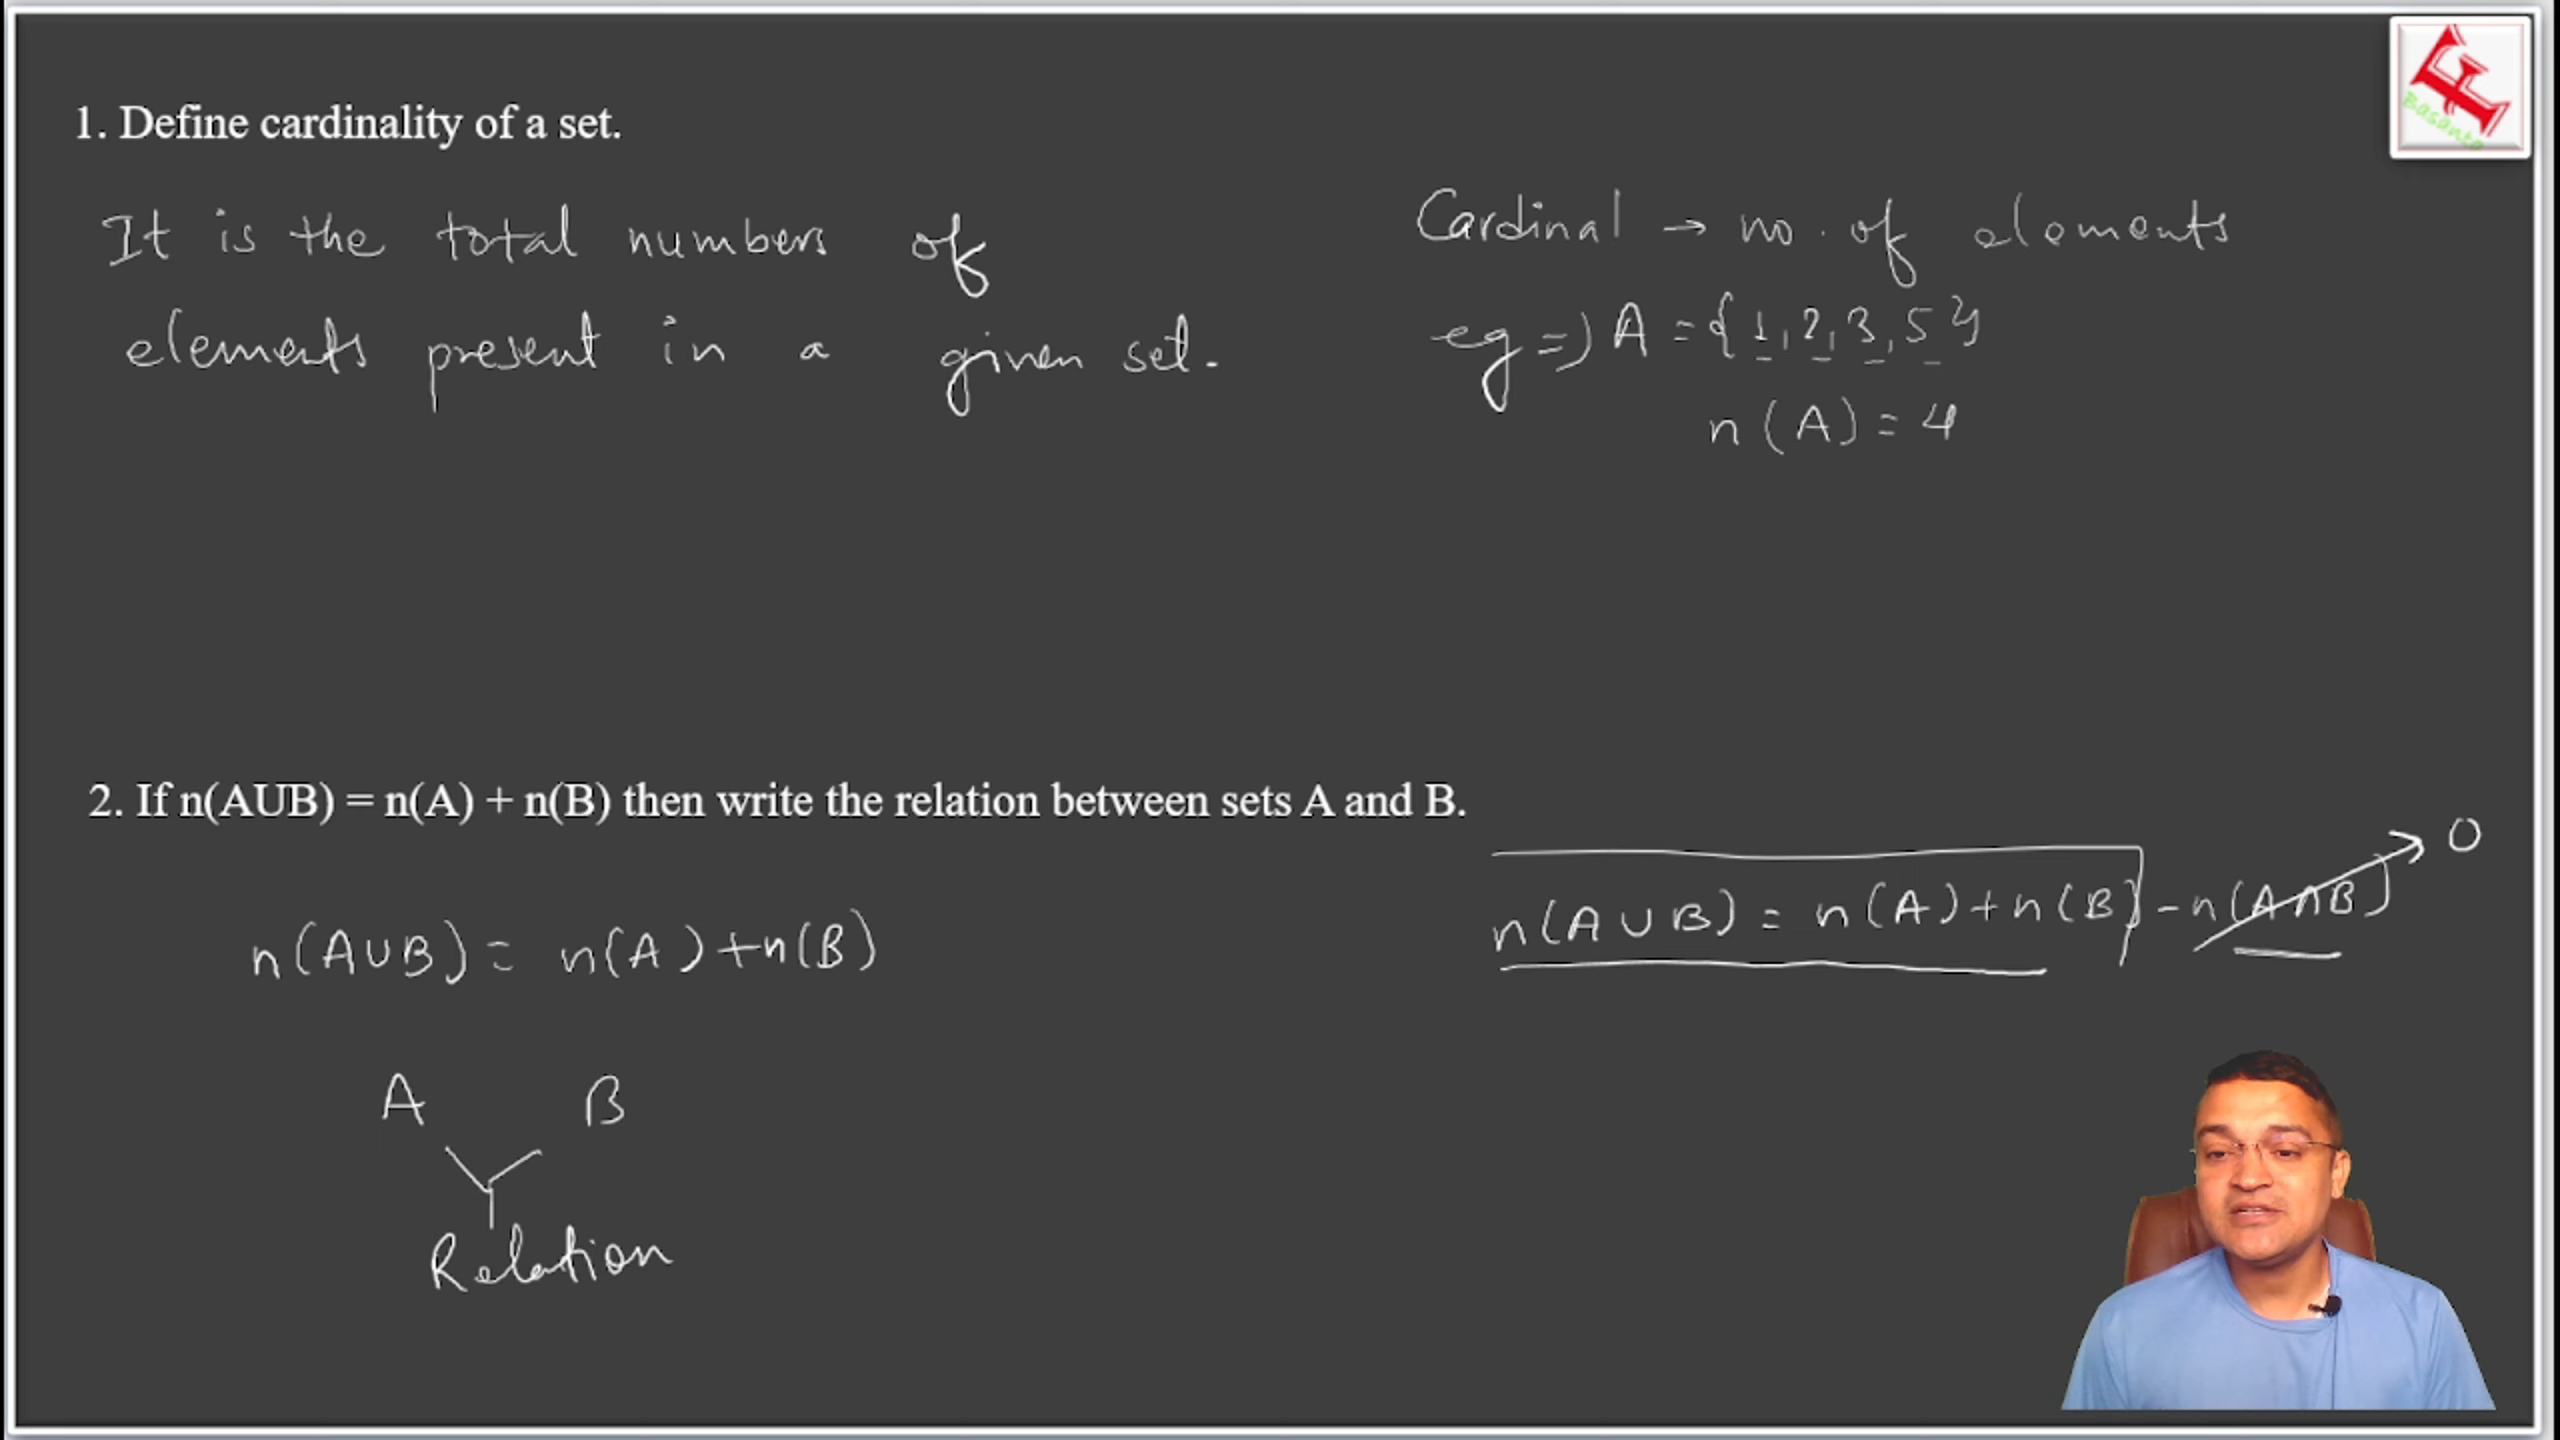 Basanta
1. Define cardinality of a set.
It is the total numbers of
elements present in a given set.
Cardinal → no. of elements
eg => A = {1, 2, 3, 5}
n(A) = 4
2. If n(AUB) = n(A) + n(B) then write the relation between sets A and B.
n(A∪B) = n(A)+n(B)-n(A∩B) → 0
n(A∪B) = n(A)+n(B)
A B
Relation